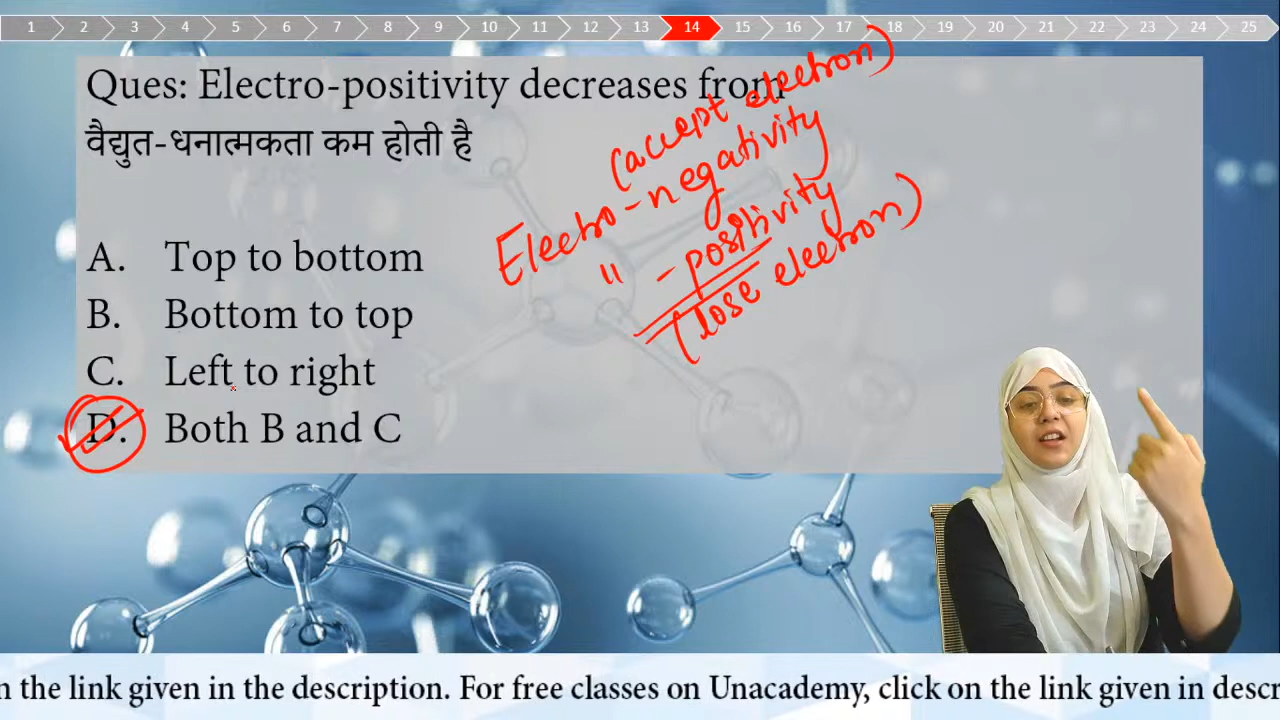 1 2 3 4 5 6 7 8 9 10 11 12 13 14 15 16 17 18 19 20 21 22 23 24 25
Ques: Electro-positivity decreases from
वैद्युत-धनात्मकता कम होती है
(accept electron)
Electro-negativity
" -positivity
(lose electron)
A. Top to bottom
B. Bottom to top
C. Left to right
D. Both B and C
n the link given in the description. For free classes on Unacademy, click on the link given in descr